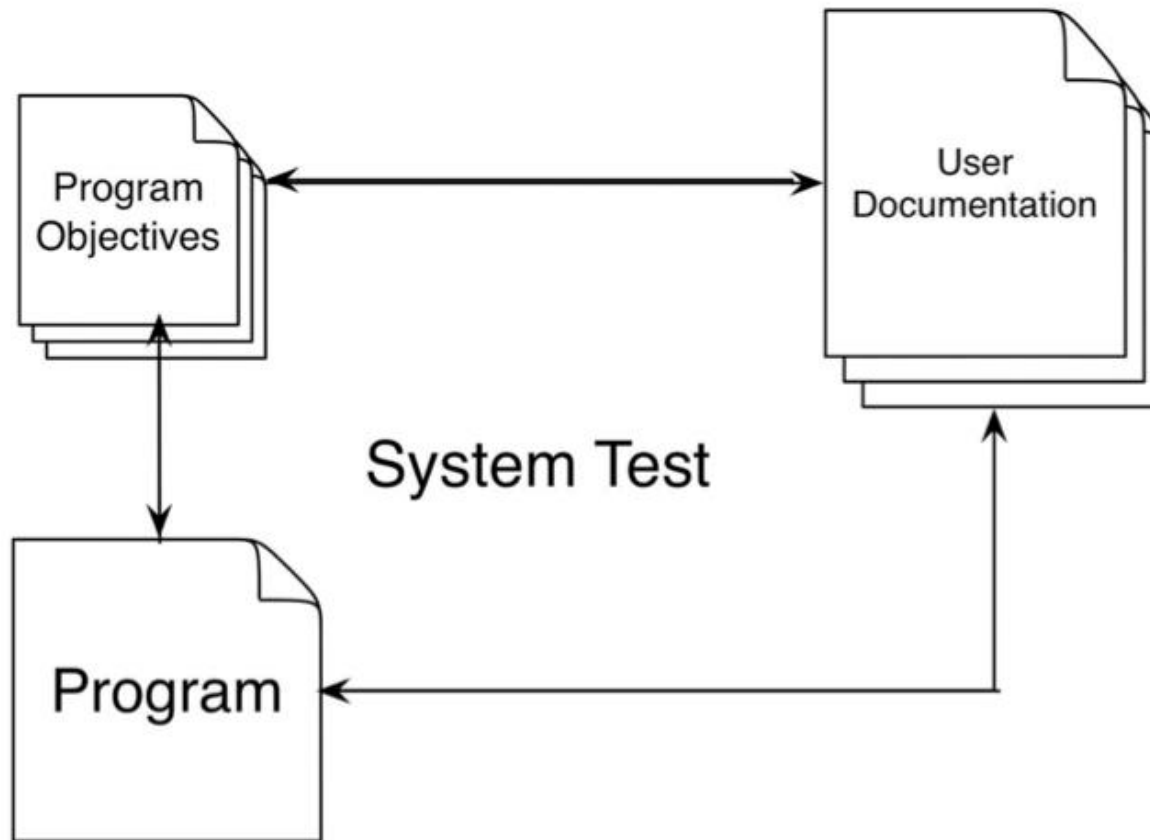 Program
Objectives
User
Documentation
System Test
Program